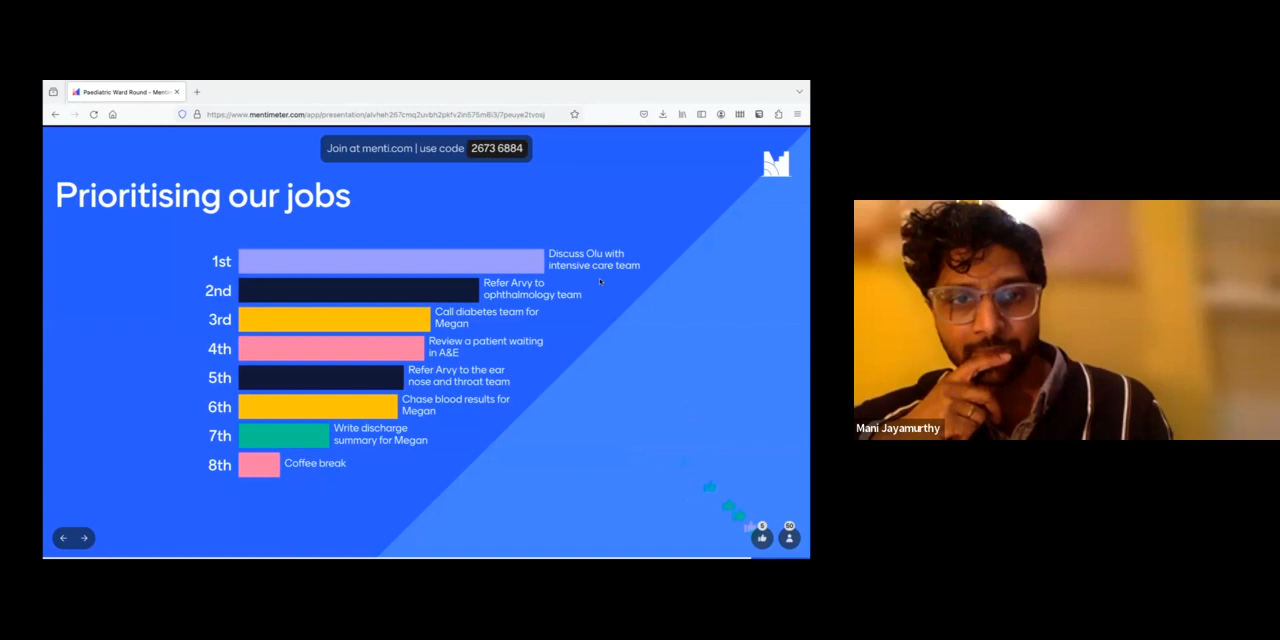 Paediatric Ward Round - Menti
Join at menti.com | use code 2673 6884
Prioritising our jobs
1st
Discuss Olu with
intensive care team
2nd
Refer Arvy to
ophthalmology team
3rd
Call diabetes team for
Megan
4th
Review a patient waiting
in A&E
5th
Refer Arvy to the ear
nose and throat team
6th
Chase blood results for
Megan
7th
Write discharge
summary for Megan
8th
Coffee break
5
50
Mani Jayamurthy